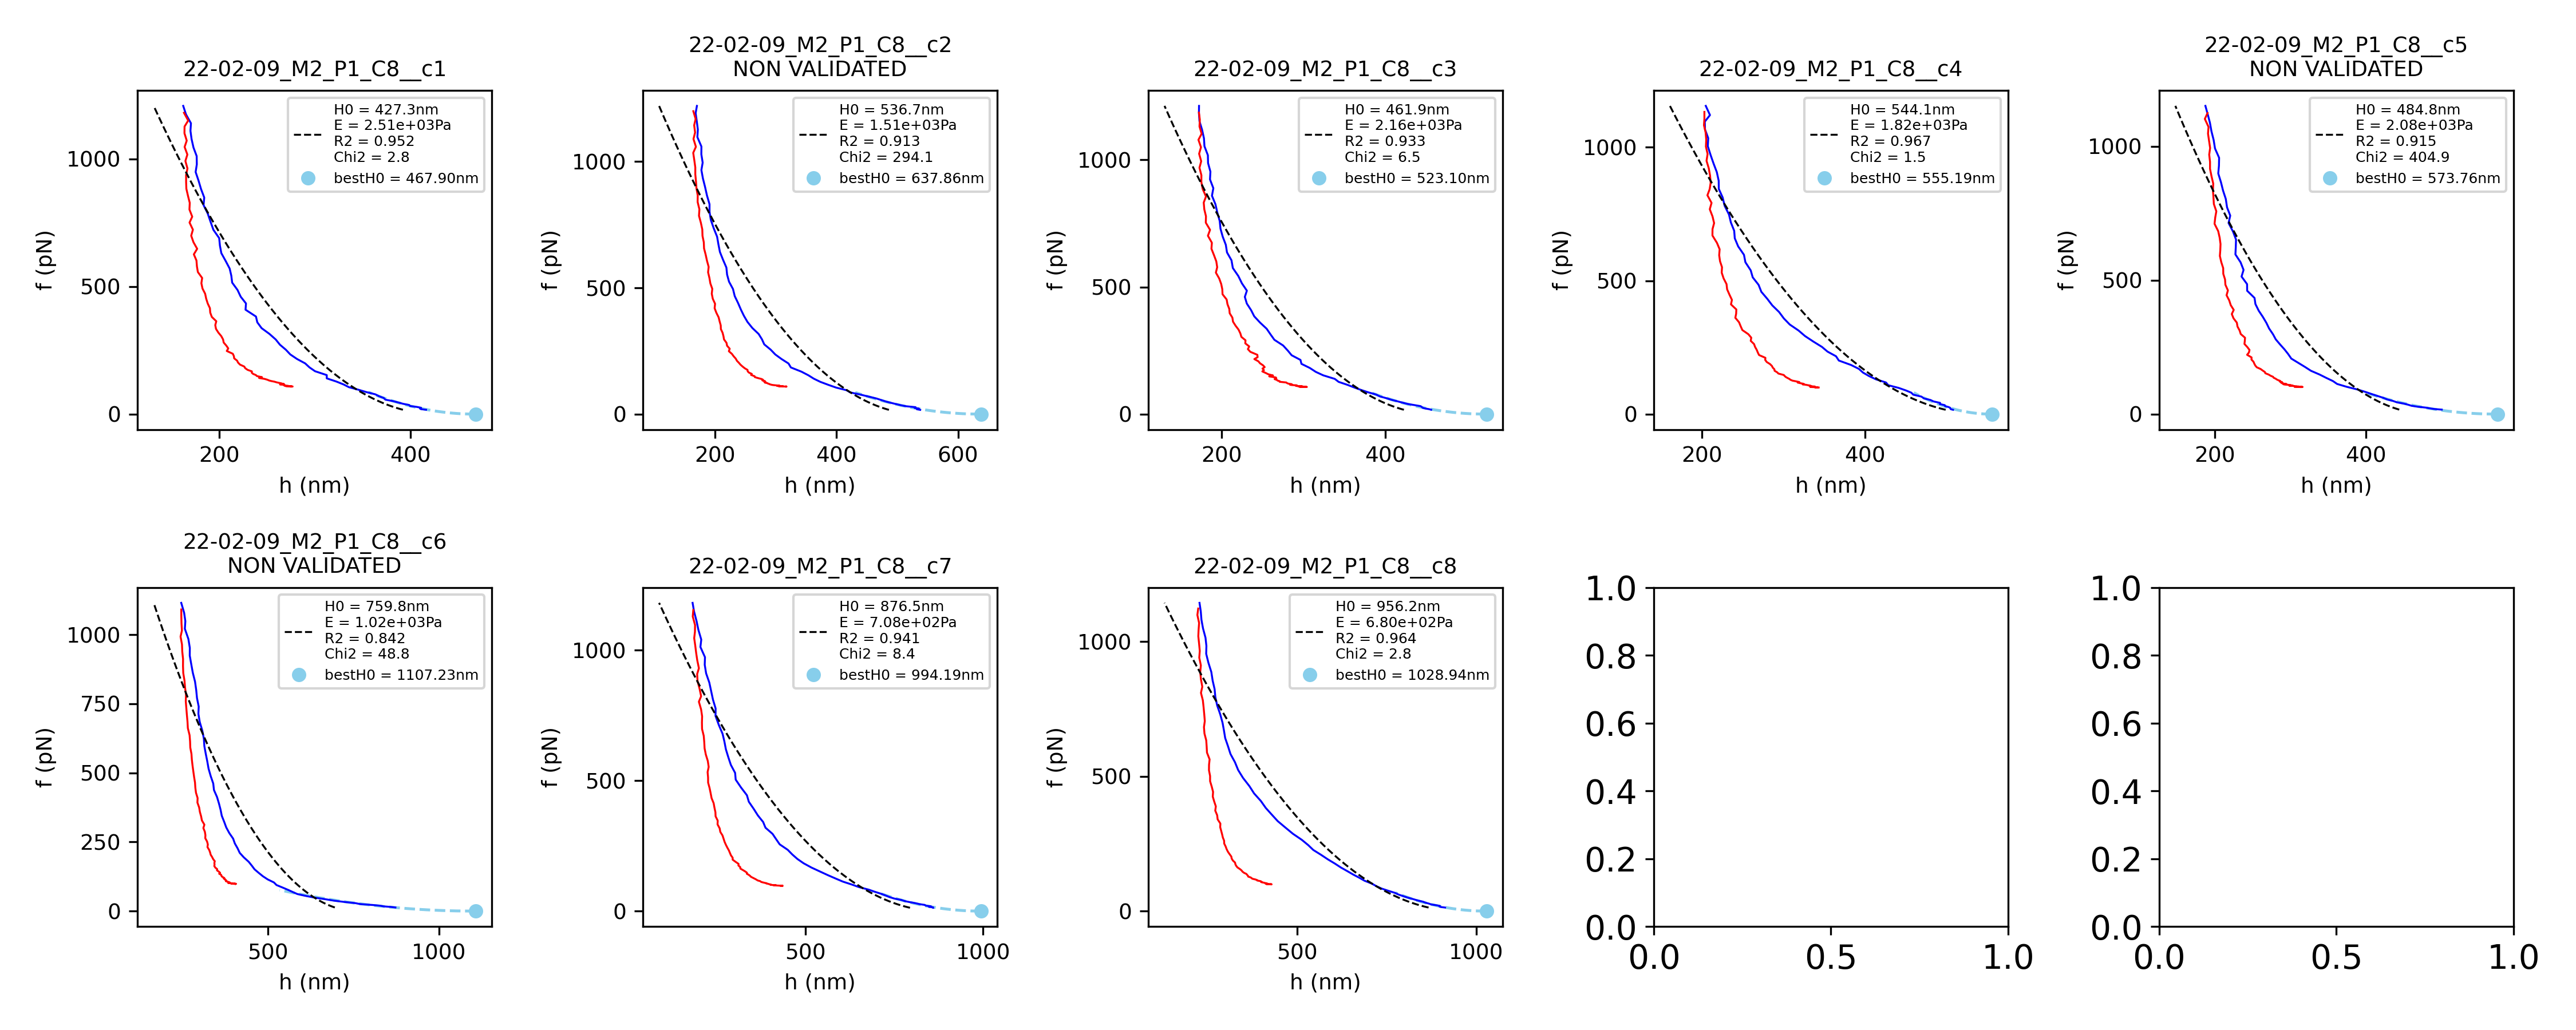 22-02-09_M2_P1_C8__c1
f (pN)
1000
500
0
200
400
h (nm)
H0 = 427.3nm
E = 2.51e+03Pa
R2 = 0.952
Chi2 = 2.8
bestH0 = 467.90nm
22-02-09_M2_P1_C8__c2
NON VALIDATED
f (pN)
1000
500
0
200
400
600
h (nm)
H0 = 536.7nm
E = 1.51e+03Pa
R2 = 0.913
Chi2 = 294.1
bestH0 = 637.86nm
22-02-09_M2_P1_C8__c3
f (pN)
1000
500
0
200
400
h (nm)
H0 = 461.9nm
E = 2.16e+03Pa
R2 = 0.933
Chi2 = 6.5
bestH0 = 523.10nm
22-02-09_M2_P1_C8__c4
f (pN)
1000
500
0
200
400
h (nm)
H0 = 544.1nm
E = 1.82e+03Pa
R2 = 0.967
Chi2 = 1.5
bestH0 = 555.19nm
22-02-09_M2_P1_C8__c5
NON VALIDATED
f (pN)
1000
500
0
200
400
h (nm)
H0 = 484.8nm
E = 2.08e+03Pa
R2 = 0.915
Chi2 = 404.9
bestH0 = 573.76nm
22-02-09_M2_P1_C8__c6
NON VALIDATED
f (pN)
1000
750
500
250
0
500
1000
h (nm)
H0 = 759.8nm
E = 1.02e+03Pa
R2 = 0.842
Chi2 = 48.8
bestH0 = 1107.23nm
22-02-09_M2_P1_C8__c7
f (pN)
1000
500
0
500
1000
h (nm)
H0 = 876.5nm
E = 7.08e+02Pa
R2 = 0.941
Chi2 = 8.4
bestH0 = 994.19nm
22-02-09_M2_P1_C8__c8
f (pN)
1000
500
0
500
1000
h (nm)
H0 = 956.2nm
E = 6.80e+02Pa
R2 = 0.964
Chi2 = 2.8
bestH0 = 1028.94nm
1.0
0.8
0.6
0.4
0.2
0.0
0.0
0.5
1.0
1.0
0.8
0.6
0.4
0.2
0.0
0.0
0.5
1.0